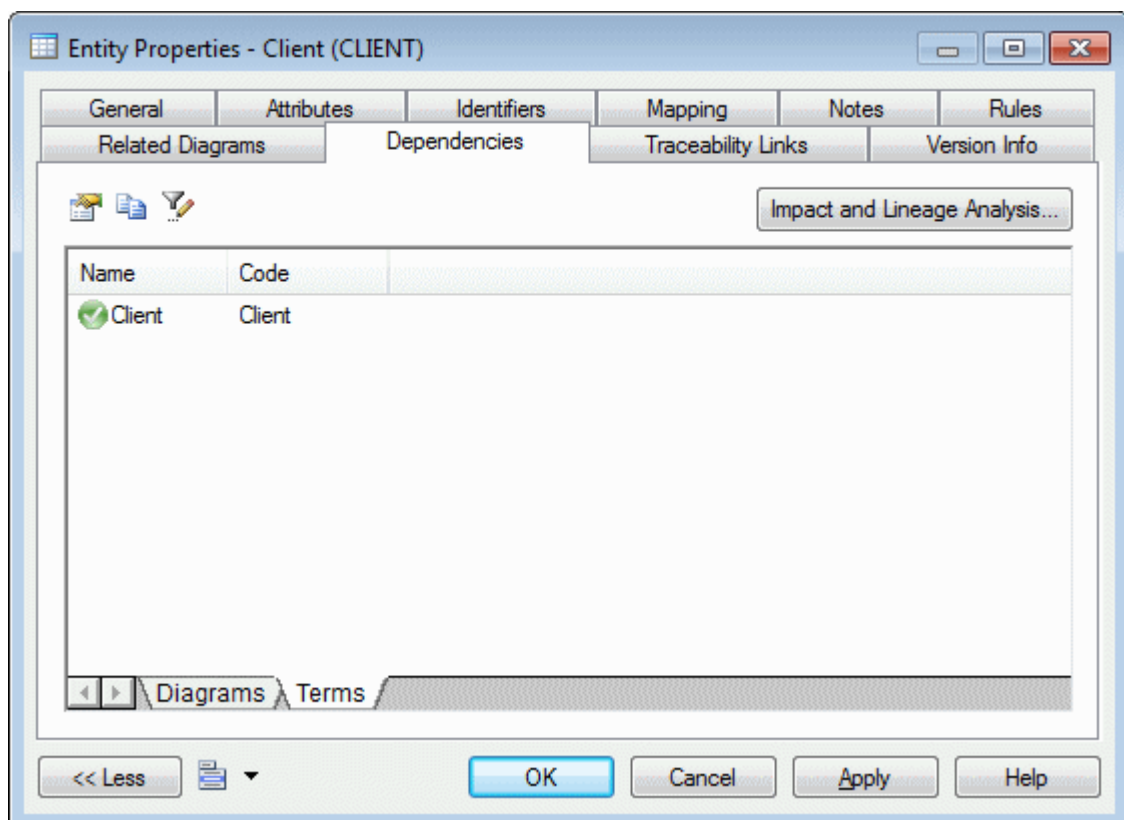 Entity Properties - Client (CLIENT)
General Attributes Identifiers Mapping Notes Rules
Related Diagrams Dependencies Traceability Links Version Info
Impact and Lineage Analysis...
Name Code
Client Client
Diagrams Terms
<< Less OK Cancel Apply Help